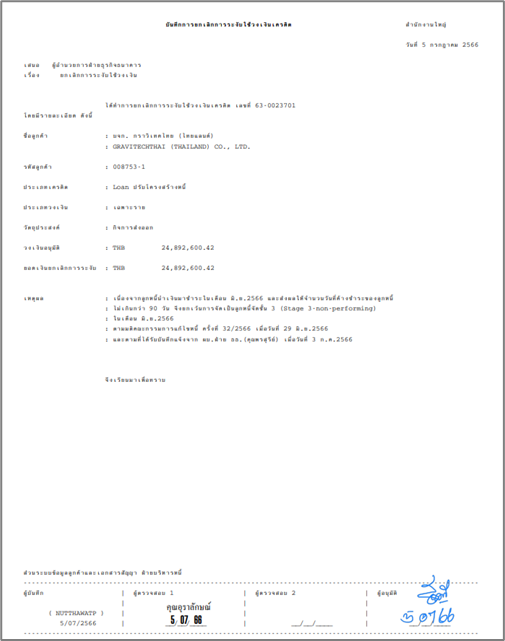 บันทึกการยกเลิกการระงับใช้วงเงินเครดิต
สำนักงานใหญ่
วันที่ 5 กรกฎาคม 2566
เสนอ ผู้อำนวยการฝ่ายธุรกิจธนาคาร
เรื่อง ยกเลิกการระงับใช้วงเงิน
ได้ทำการยกเลิกการระงับใช้วงเงินเครดิต เลขที่ 63-0023701
โดยมีรายละเอียด ดังนี้
ชื่อลูกค้า : บจก. กราวิเทคไทย (ไทยแลนด์)
: GRAVITECHTHAI (THAILAND) CO., LTD.
รหัสลูกค้า : 008753-1
ประเภทเครดิต : Loan ปรับโครงสร้างหนี้
ประเภทวงเงิน : เฉพาะราย
วัตถุประสงค์ : กิจการส่งออก
วงเงินอนุมัติ : THB 24,892,600.42
ยอดเงินยกเลิกการระงับ : THB 24,892,600.42
เหตุผล : เนื่องจากลูกหนี้นำเงินมาชำระในเดือน มิ.ย.2566 และส่งผลให้จำนวนวันที่ค้างชำระของลูกหนี้
: ไม่เกินกว่า 90 วัน จึงยกเว้นการจัดเป็นลูกหนี้จัดชั้น 3 (Stage 3-non-performing)
: ในเดือน มิ.ย.2566
: ตามมติคณะกรรมการแก้ไขหนี้ ครั้งที่ 32/2566 เมื่อวันที่ 29 มิ.ย.2566
: และตามที่ได้รับบันทึกแจ้งจาก ผบ.ฝ่าย ธธ.(คุณพรสุรีย์) เมื่อวันที่ 3 ก.ค.2566
จึงเรียนมาเพื่อทราบ
ส่วนระบบข้อมูลลูกค้าและเอกสารสัญญา ฝ่ายบริหารหนี้
ผู้บันทึก | ผู้ตรวจสอบ 1 | ผู้ตรวจสอบ 2 | ผู้อนุมัติ
( NUTTHAWATP ) คุณอุราลักษณ์
5/07/2566 5/ 07/ 66 __/__/____ 5 07/66